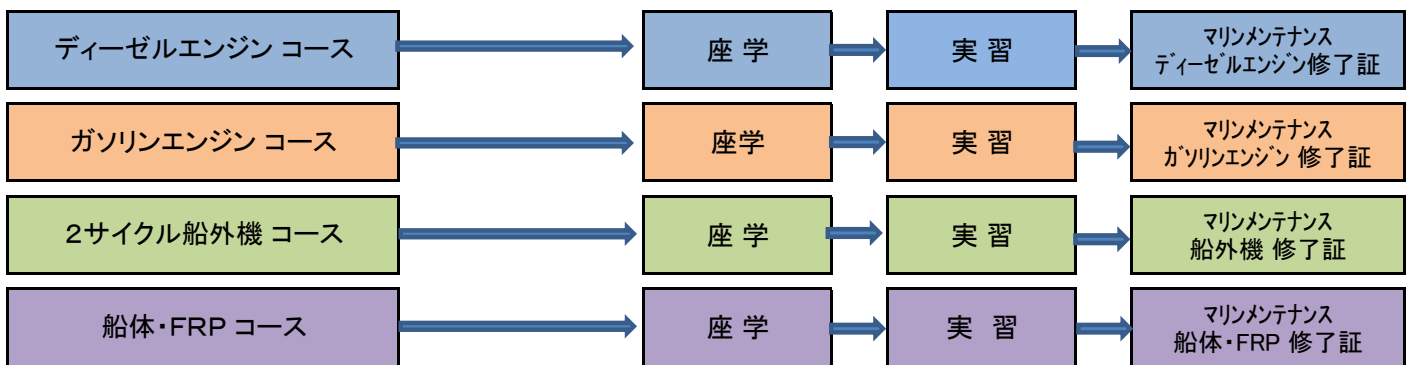 ディーゼルエンジン コース
座 学
実 習
マリンメンテナンス
ディーゼルエンジン修了証
ガソリンエンジン コース
座学
実 習
マリンメンテナンス
ガソリンエンジン 修了証
2サイクル船外機 コース
座 学
実 習
マリンメンテナンス
船外機 修了証
船体・FRP コース
座 学
実 習
マリンメンテナンス
船体・FRP 修了証